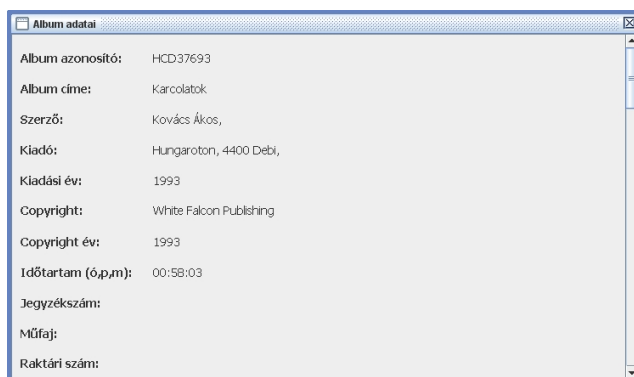 Album adatai
Album azonosító: HCD37693
Album címe: Karcolatok
Szerző: Kovács Ákos,
Kiadó: Hungaroton, 4400 Debi,
Kiadási év: 1993
Copyright: White Falcon Publishing
Copyright év: 1993
Időtartam (ó,p,m): 00:58:03
Jegyzékszám:
Műfaj:
Raktári szám: